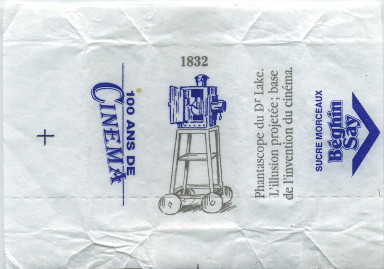 1832
100 ANS DE
CINEMA
Phantascope du Dr Lake.
L'illusion projetée; base
de l'invention du cinéma.
SUCRE MORCEAUX
Béghin
Say